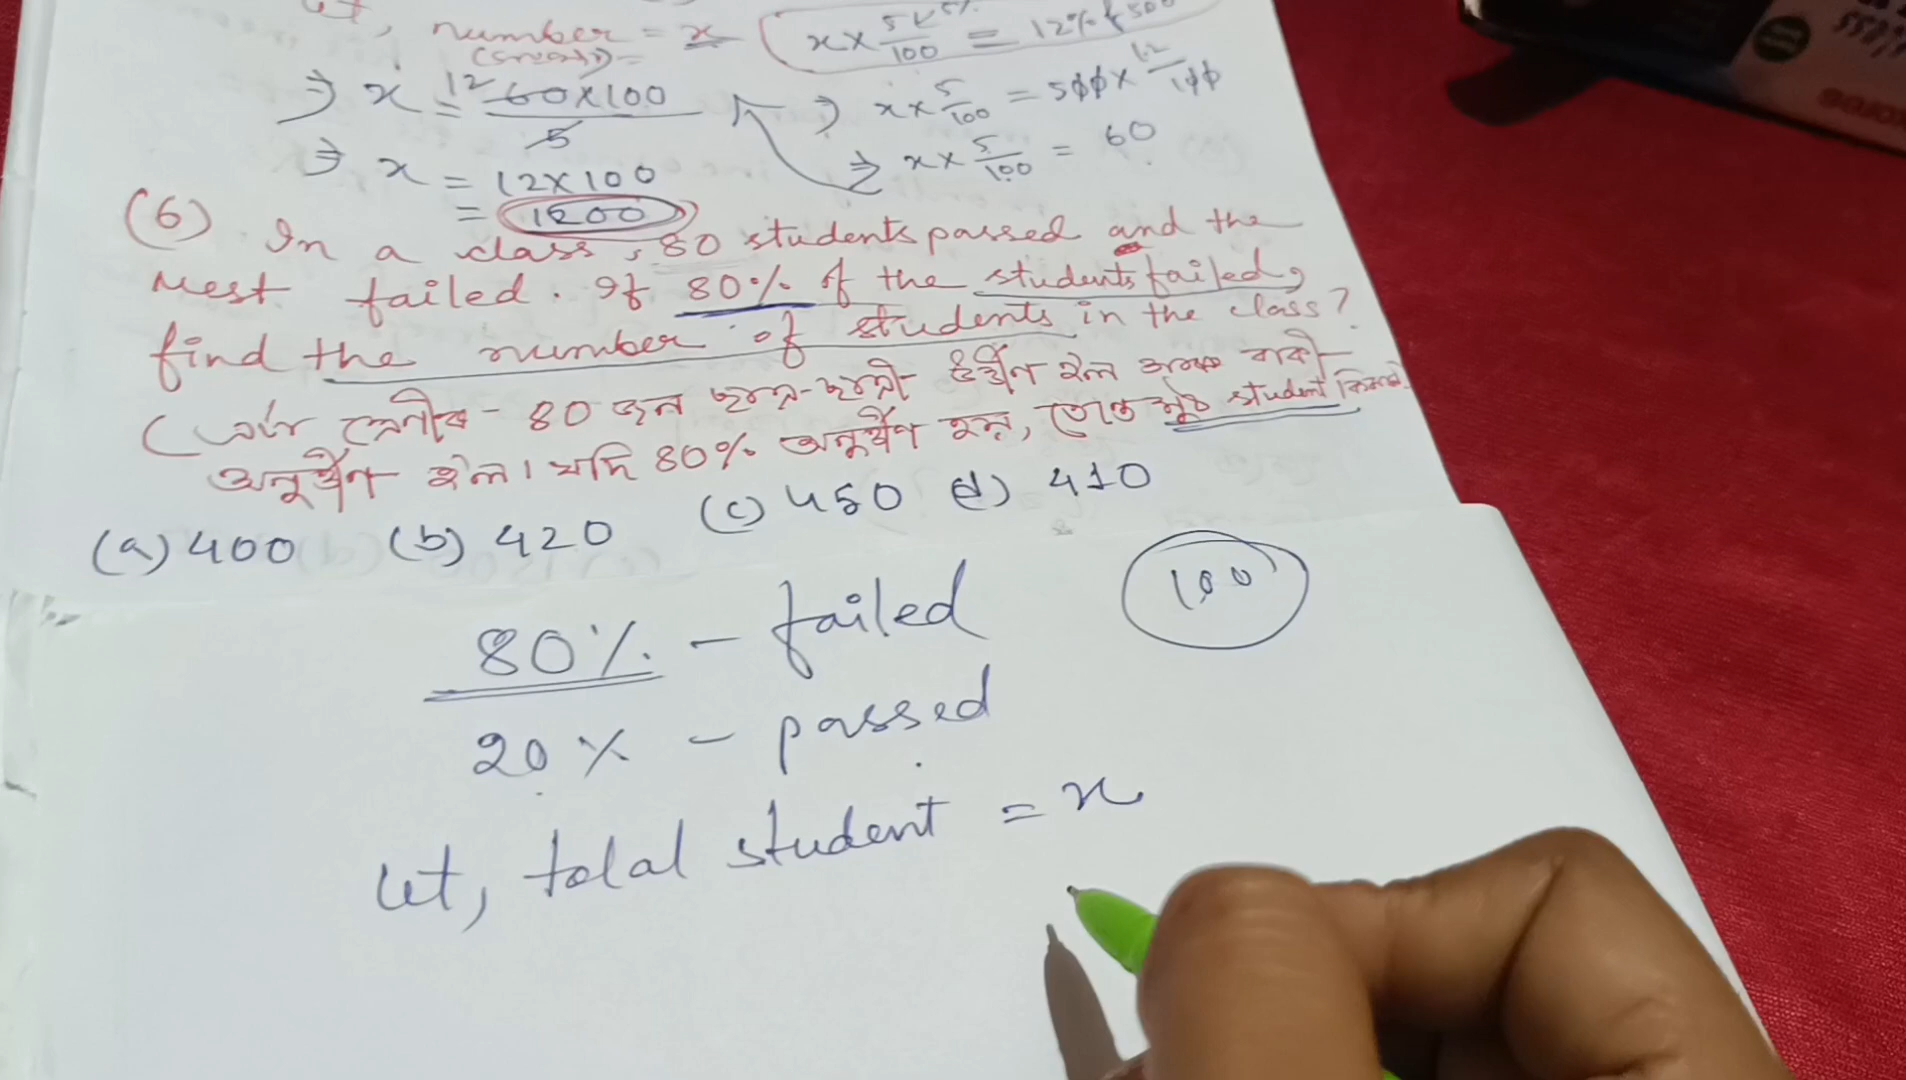 number = x x × 5/100 = 12% of 500
⇒ x = 12 60×100 / 5 ⇒ x × 5/100 = 500 × 12/100
⇒ x = 12×100 ⇒ x × 5/100 = 60
= 1200
(6) In a class, 80 students passed and the
rest failed. If 80% of the students failed,
find the number of students in the class?
(শ্রেণীতে - 80 জন ছাত্র-ছাত্রী উর্ত্তীণ হল বাকী
হল। যদি 80% হয়, student
(a) 400 (b) 420 (c) 450 (d) 410
100
80% - failed
20% - passed
let, total student = x